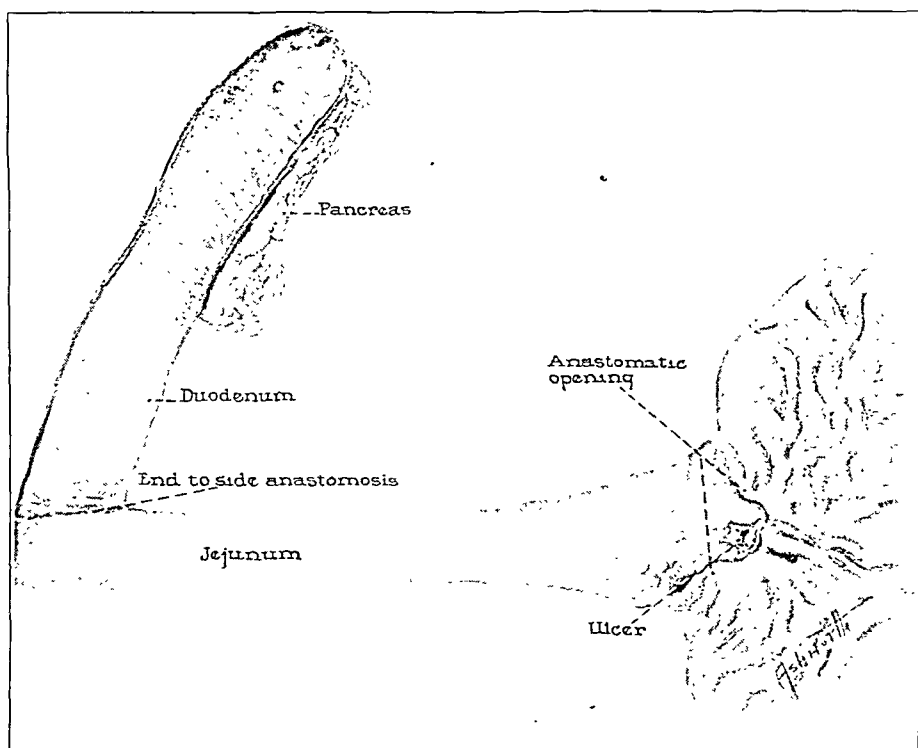 Pancreas
Duodenum
Anastomatic
opening
End to side anastomosis
Jejunum
Ulcer